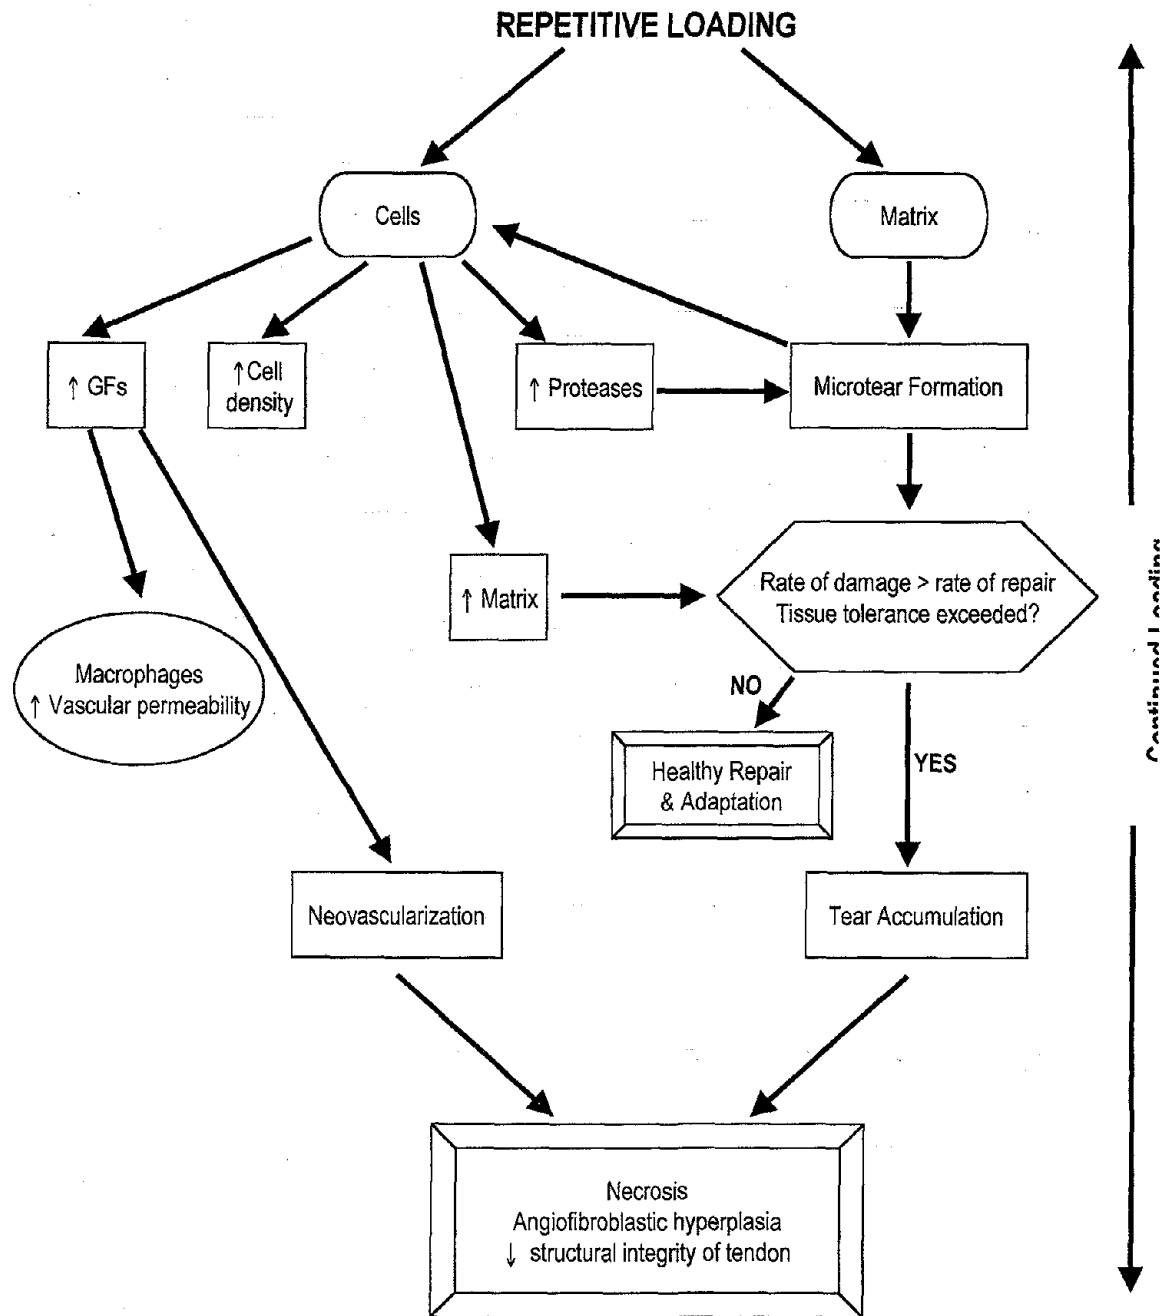 REPETITIVE LOADING
Cells
Matrix
↑ GFs
↑ Cell
density
↑ Proteases
Microtear Formation
↑ Matrix
Rate of damage > rate of repair
Tissue tolerance exceeded?
Macrophages
↑ Vascular permeability
NO
YES
Healthy Repair
& Adaptation
Neovascularization
Tear Accumulation
Necrosis
Angiofibroblastic hyperplasia
↓ structural integrity of tendon
Continued Loading